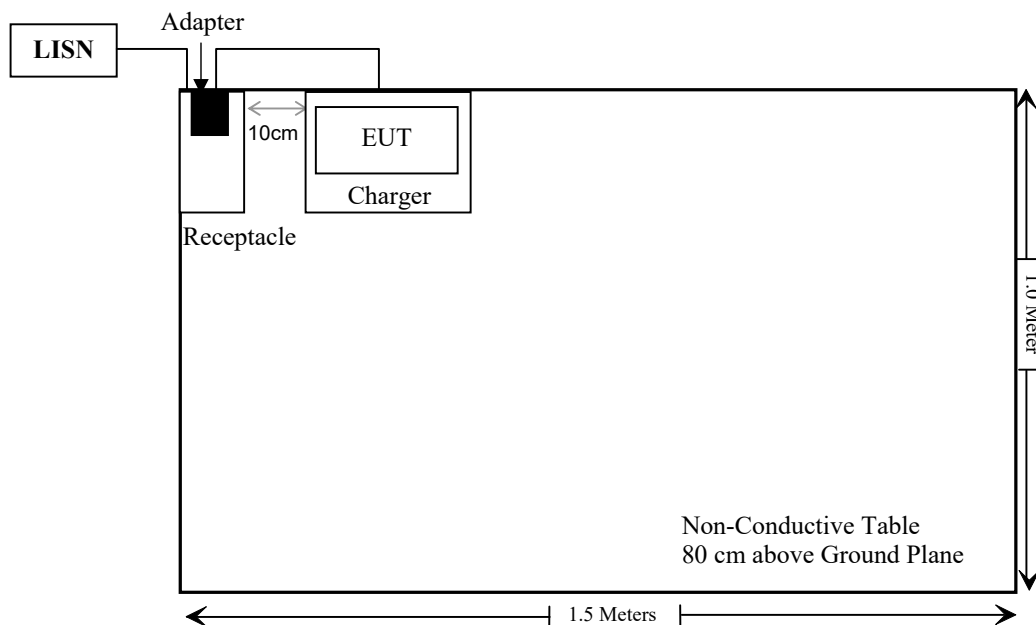 Adapter
LISN
10cm
EUT
Charger
Receptacle
1.0 Meter
Non-Conductive Table
80 cm above Ground Plane
1.5 Meters